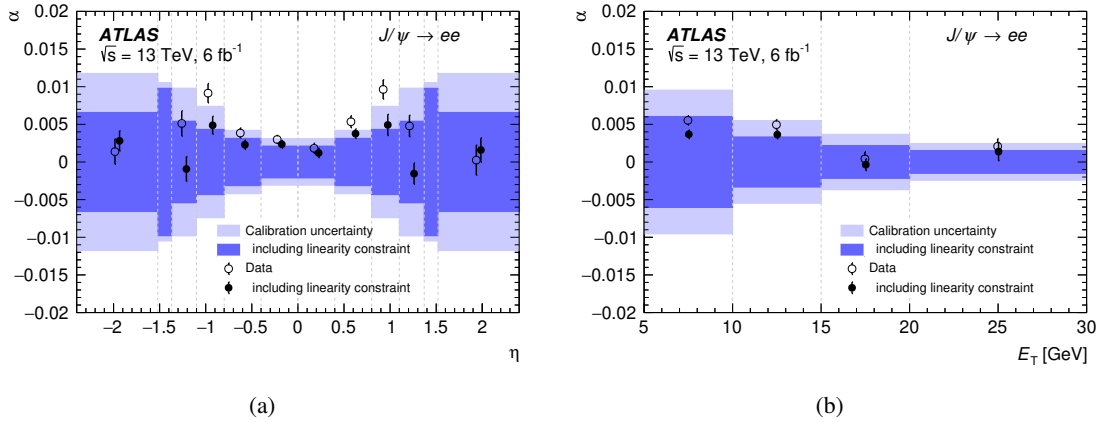 α
0.02
0.015
0.01
0.005
0
−0.005
−0.01
−0.015
−0.02
ATLAS
√s = 13 TeV, 6 fb⁻¹
J/ψ → ee
Calibration uncertainty
including linearity constraint
Data
including linearity constraint
−2 −1.5 −1 −0.5 0 0.5 1 1.5 2
η
(a)
α
0.02
0.015
0.01
0.005
0
−0.005
−0.01
−0.015
−0.02
ATLAS
√s = 13 TeV, 6 fb⁻¹
J/ψ → ee
Calibration uncertainty
including linearity constraint
Data
including linearity constraint
5 10 15 20 25 30
E_T [GeV]
(b)